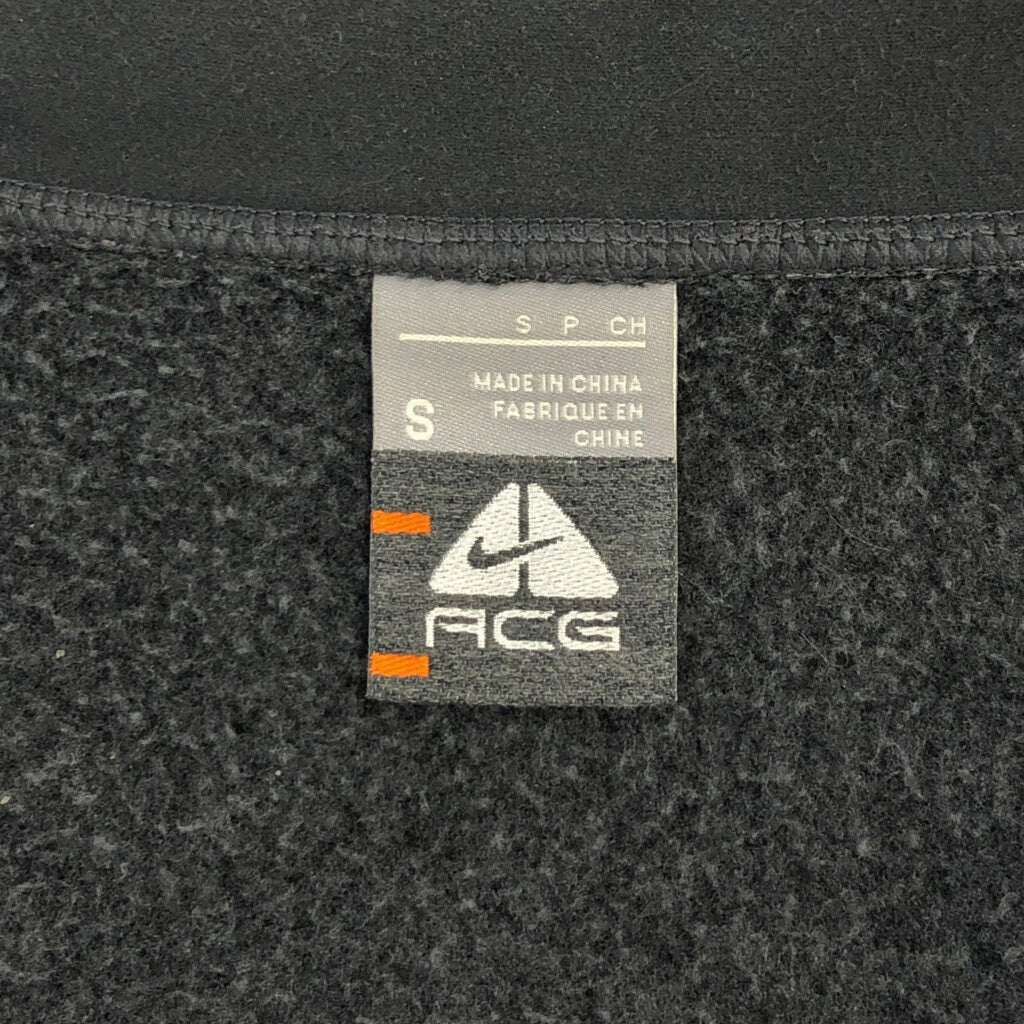 S P CH
S
MADE IN CHINA
FABRIQUE EN
CHINE
ACG